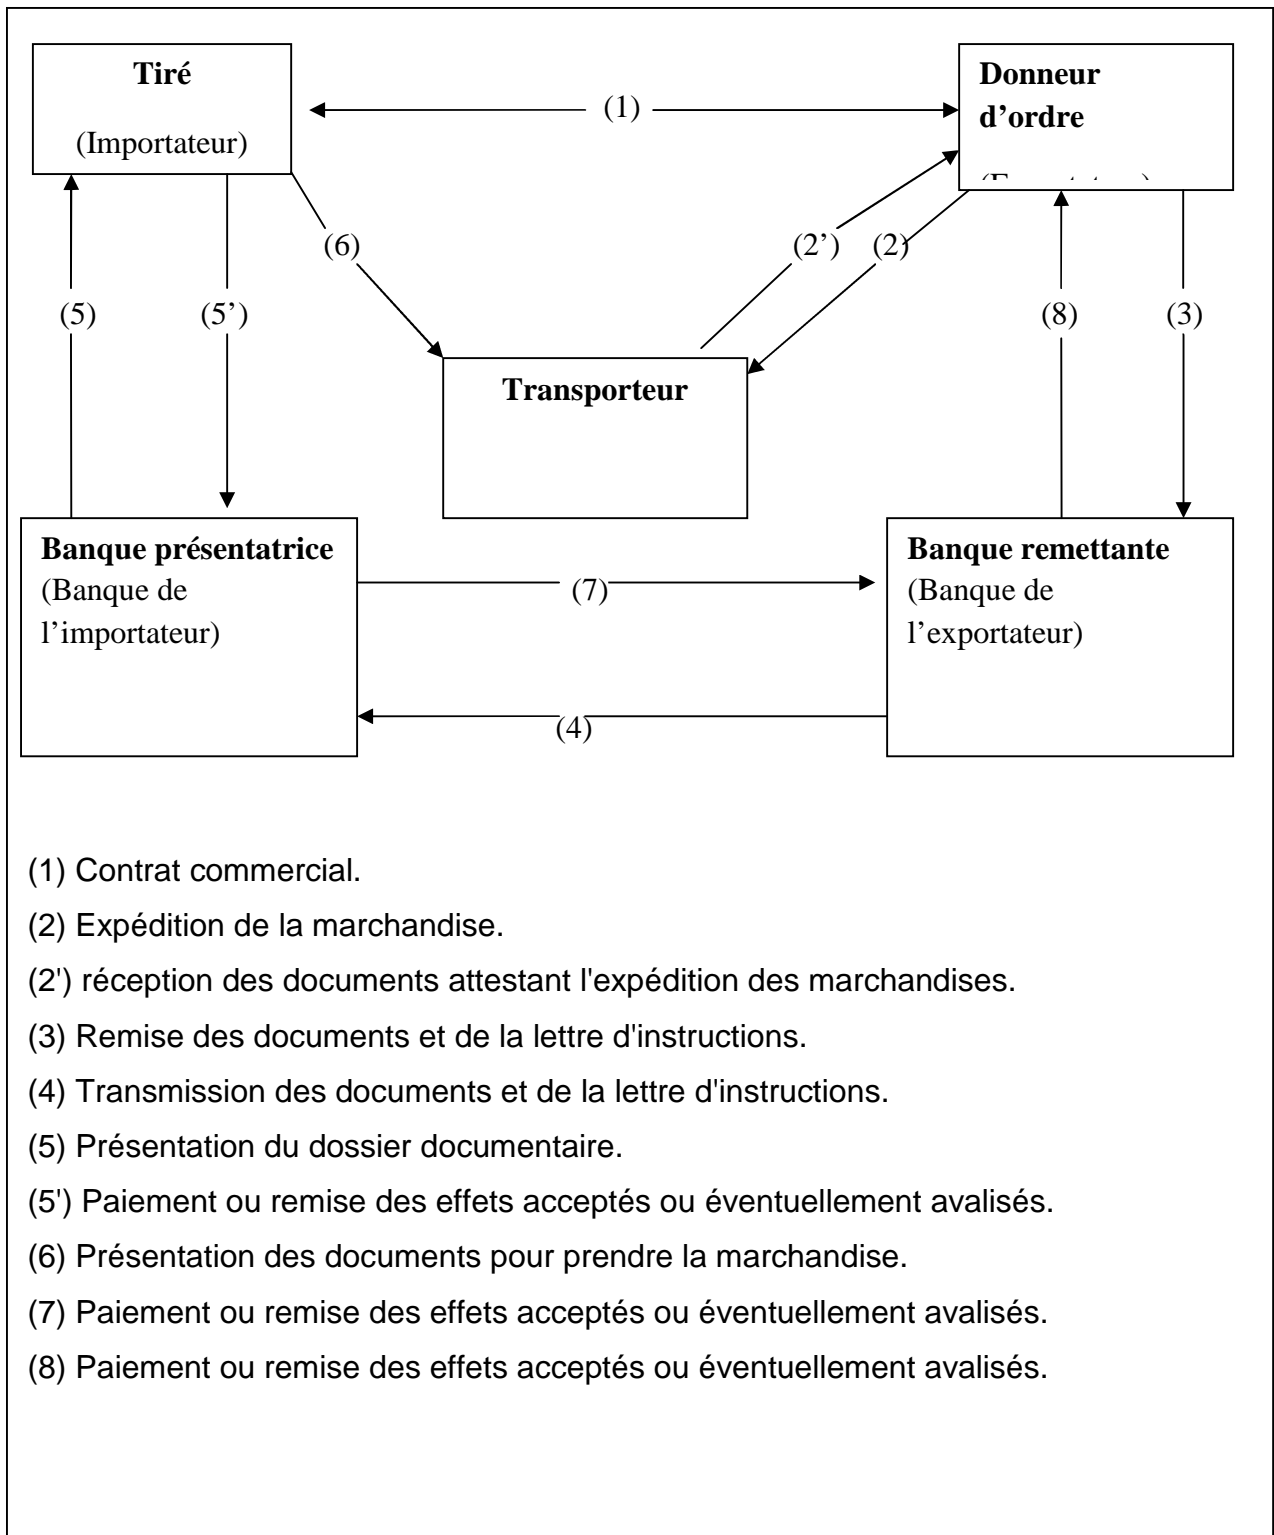 Tiré
(Importateur)
Donneur
d’ordre
(1)
(6)
(2’)
(2)
(5)
(5’)
(8)
(3)
Transporteur
Banque présentatrice
(Banque de
l’importateur)
Banque remettante
(Banque de
l’exportateur)
(7)
(4)
(1) Contrat commercial.
(2) Expédition de la marchandise.
(2') réception des documents attestant l'expédition des marchandises.
(3) Remise des documents et de la lettre d'instructions.
(4) Transmission des documents et de la lettre d'instructions.
(5) Présentation du dossier documentaire.
(5') Paiement ou remise des effets acceptés ou éventuellement avalisés.
(6) Présentation des documents pour prendre la marchandise.
(7) Paiement ou remise des effets acceptés ou éventuellement avalisés.
(8) Paiement ou remise des effets acceptés ou éventuellement avalisés.